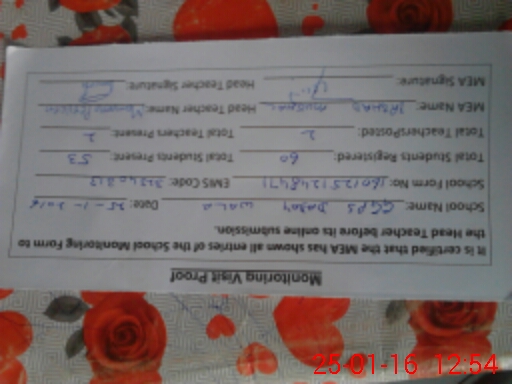 Monitoring Visit Proof
It is certified that the MEA has shown all entries of the School Monitoring Form to
the Head Teacher before its online submission.
School Name: GGPS DABAY WALA Date: 25-1-2016
School Form No: EMIS Code:
Total Students Registered: 60 Total Students Present: 53
Total TeachersPosted: 2 Total Teachers Present: 2
MEA Name: Head Teacher Name:
MEA Signature: Head Teacher Signature:
25-01-16 12:54